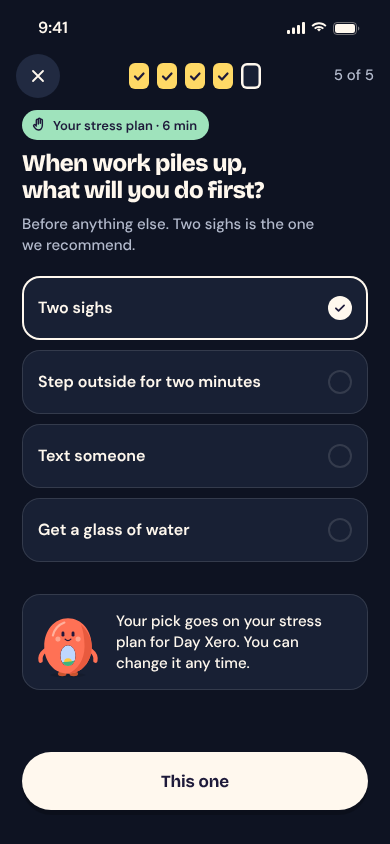 9:41
5 of 5
Your stress plan · 6 min
When work piles up,
what will you do first?
Before anything else. Two sighs is the one
we recommend.
Two sighs
Step outside for two minutes
Text someone
Get a glass of water
Your pick goes on your stress
plan for Day Xero. You can
change it any time.
This one